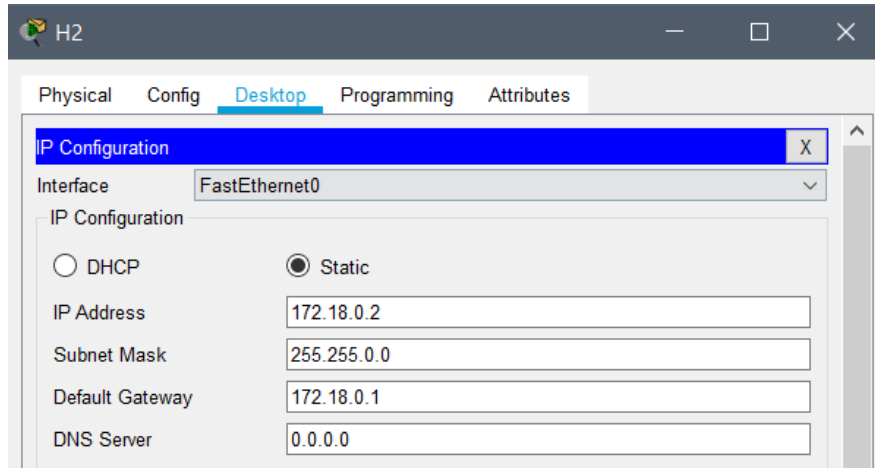 H2
Physical Config Desktop Programming Attributes
IP Configuration X
Interface FastEthernet0
IP Configuration
DHCP Static
IP Address 172.18.0.2
Subnet Mask 255.255.0.0
Default Gateway 172.18.0.1
DNS Server 0.0.0.0